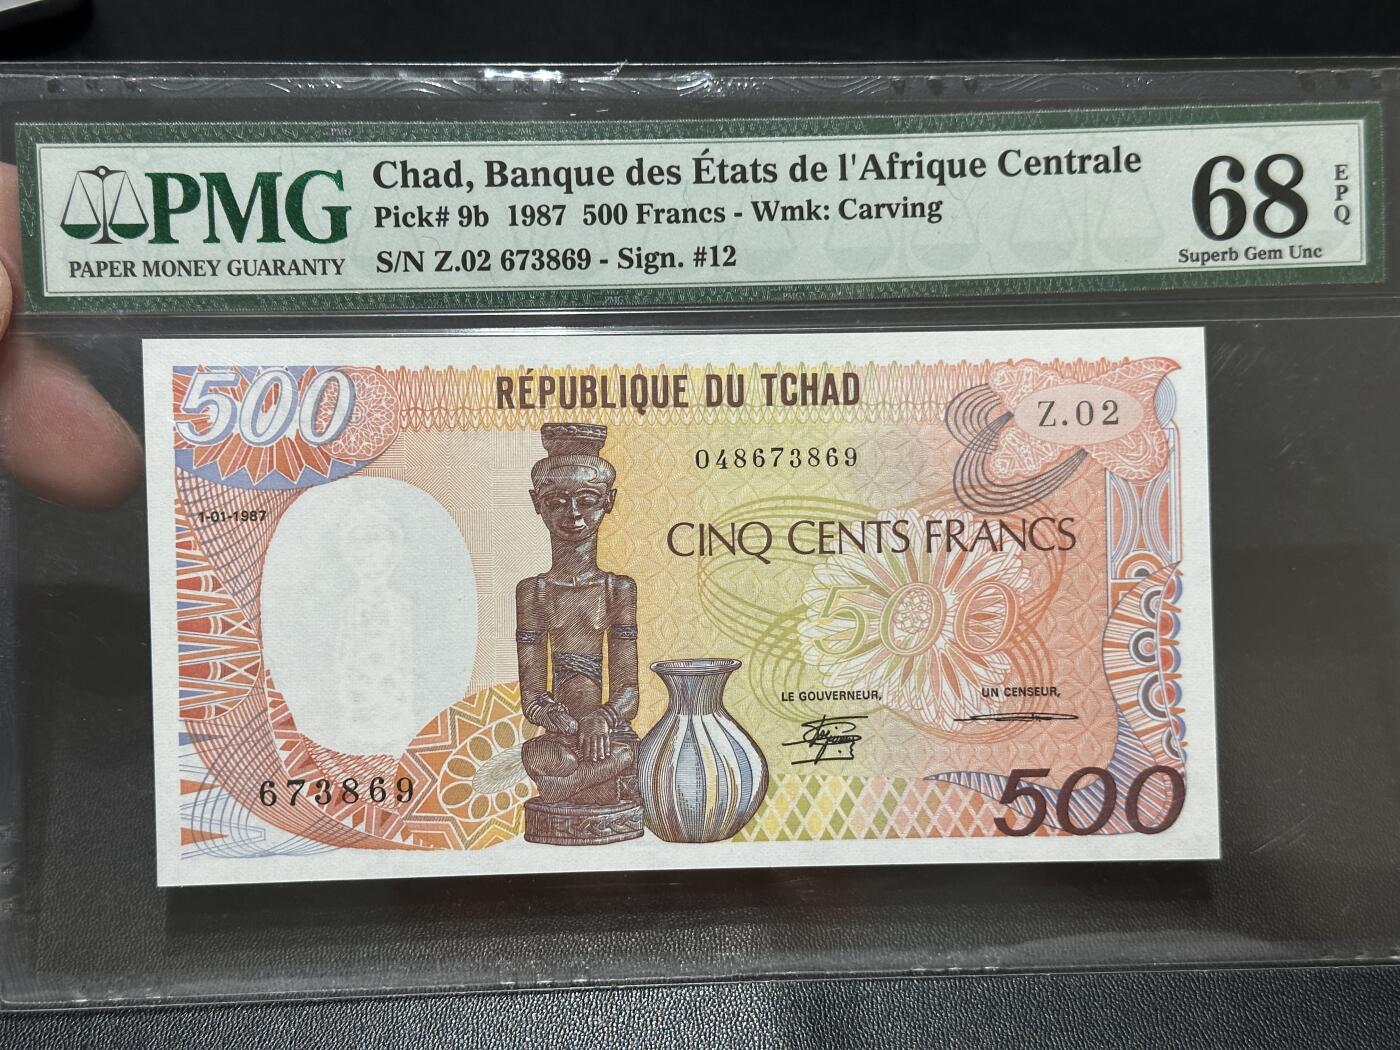 PMG
PAPER MONEY GUARANTY
Chad, Banque des États de l'Afrique Centrale
Pick# 9b 1987 500 Francs - Wmk: Carving
S/N Z.02 673869 - Sign. #12
68
EPQ
Superb Gem Unc
PMG
500
RÉPUBLIQUE DU TCHAD
Z.02
048673869
1-01-1987
CINQ CENTS FRANCS
500
LE GOUVERNEUR,
UN CENSEUR,
673869
500